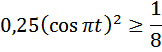 0,25(cos πt)² ≥ 1/8